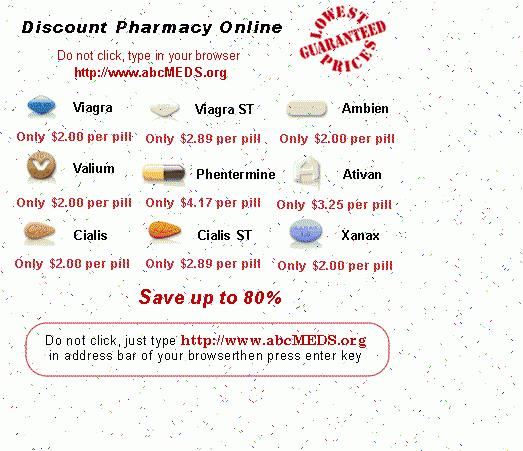 Discount Pharmacy Online
LOWEST
GUARANTEED
PRICES
Do not click, type in your browser
http://www.abcMEDS.org
Viagra Viagra ST Ambien
Only $2.00 per pill Only $2.89 per pill Only $2.00 per pill
Valium Phentermine Ativan
Only $2.00 per pill Only $4.17 per pill Only $3.25 per pill
Cialis Cialis ST Xanax
Only $2.00 per pill Only $2.89 per pill Only $2.00 per pill
Save up to 80%
Do not click, just type http://www.abcMEDS.org
in address bar of your browserthen press enter key